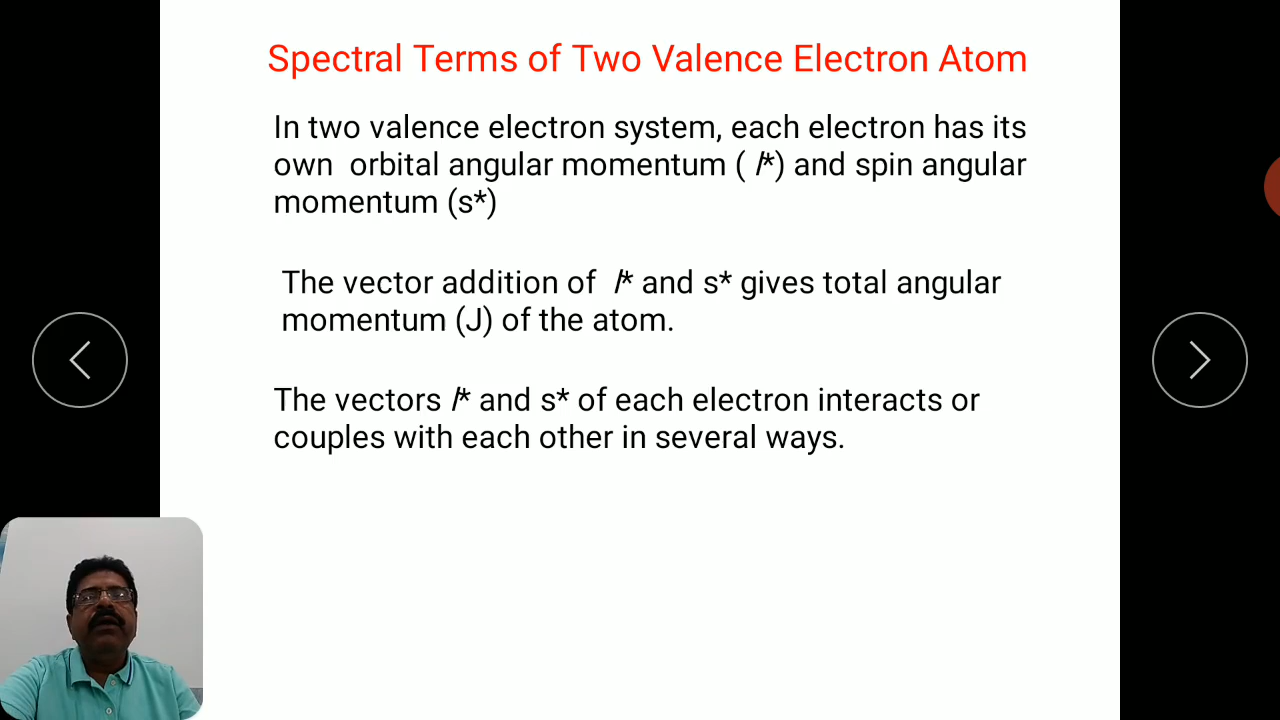 Spectral Terms of Two Valence Electron Atom
In two valence electron system, each electron has its
own orbital angular momentum ( l*) and spin angular
momentum (s*)
The vector addition of l* and s* gives total angular
momentum (J) of the atom.
The vectors l* and s* of each electron interacts or
couples with each other in several ways.